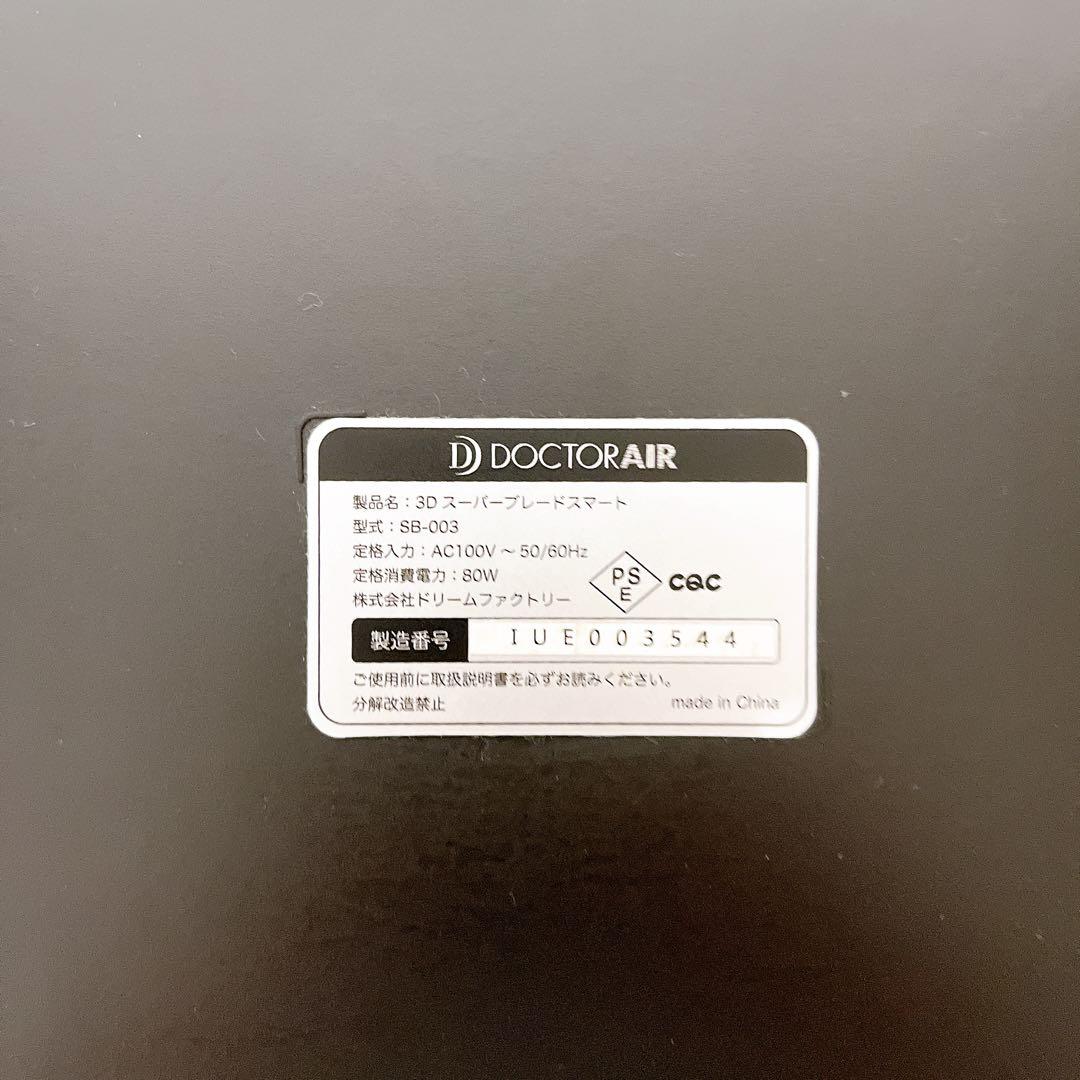 DOCTORAIR
製品名：3Dスーパーブレードスマート
型式：SB-003
定格入力：AC100V～50/60Hz
定格消費電力：80W
株式会社ドリームファクトリー
PS
E
CQC
製造番号 IUE003544
ご使用前に取扱説明書を必ずお読みください。
分解改造禁止
made in China